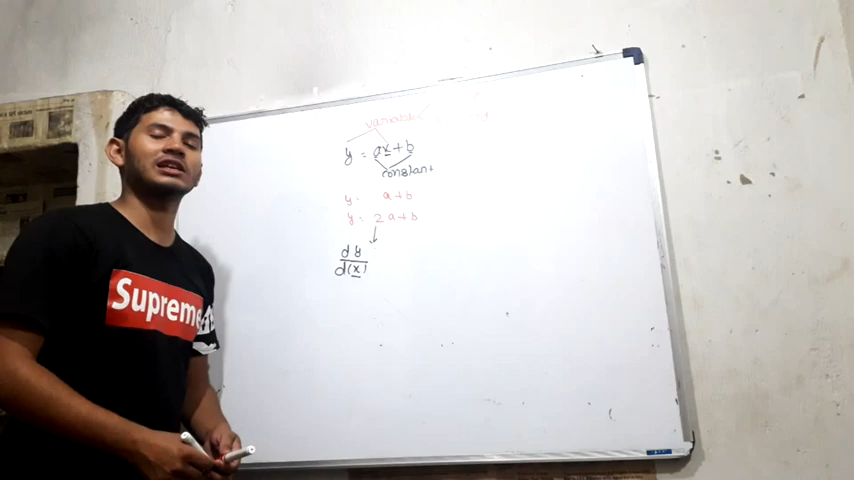 variable
y = ax + b
constant
y = a + b
y = 2a + b
dy
d(x)
Supreme